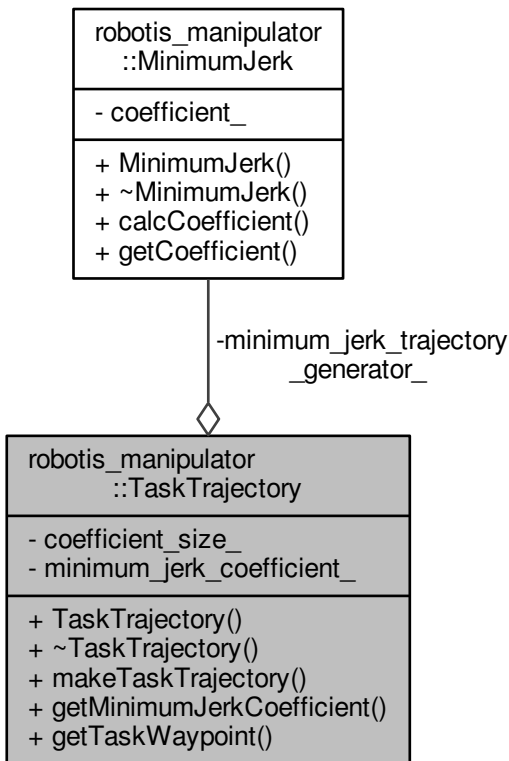 robotis_manipulator
::MinimumJerk
- coefficient_
+ MinimumJerk()
+ ~MinimumJerk()
+ calcCoefficient()
+ getCoefficient()
-minimum_jerk_trajectory
_generator_
robotis_manipulator
::TaskTrajectory
- coefficient_size_
- minimum_jerk_coefficient_
+ TaskTrajectory()
+ ~TaskTrajectory()
+ makeTaskTrajectory()
+ getMinimumJerkCoefficient()
+ getTaskWaypoint()